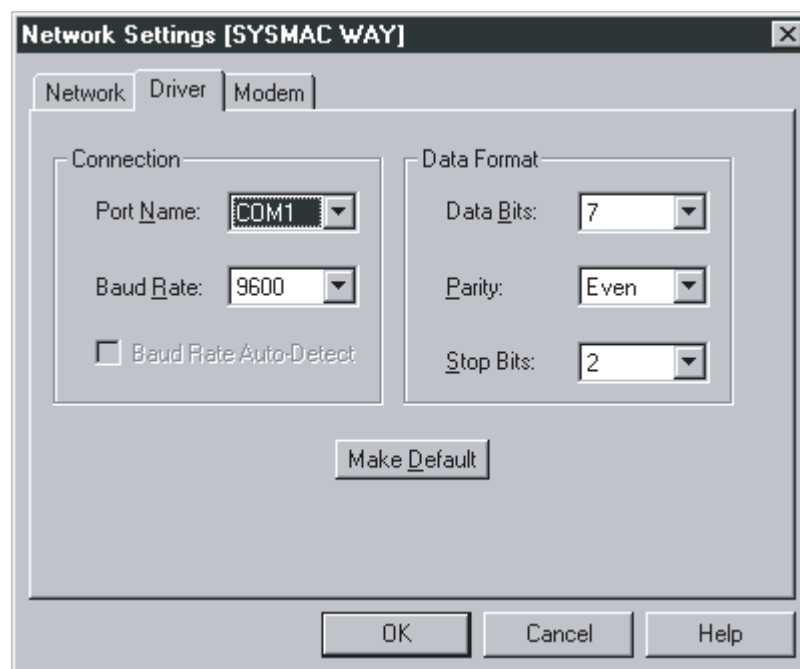 Network Settings [SYSMAC WAY]
Network Driver Modem
Connection
Port Name: COM1
Baud Rate: 9600
Baud Rate Auto-Detect
Data Format
Data Bits: 7
Parity: Even
Stop Bits: 2
Make Default
OK Cancel Help